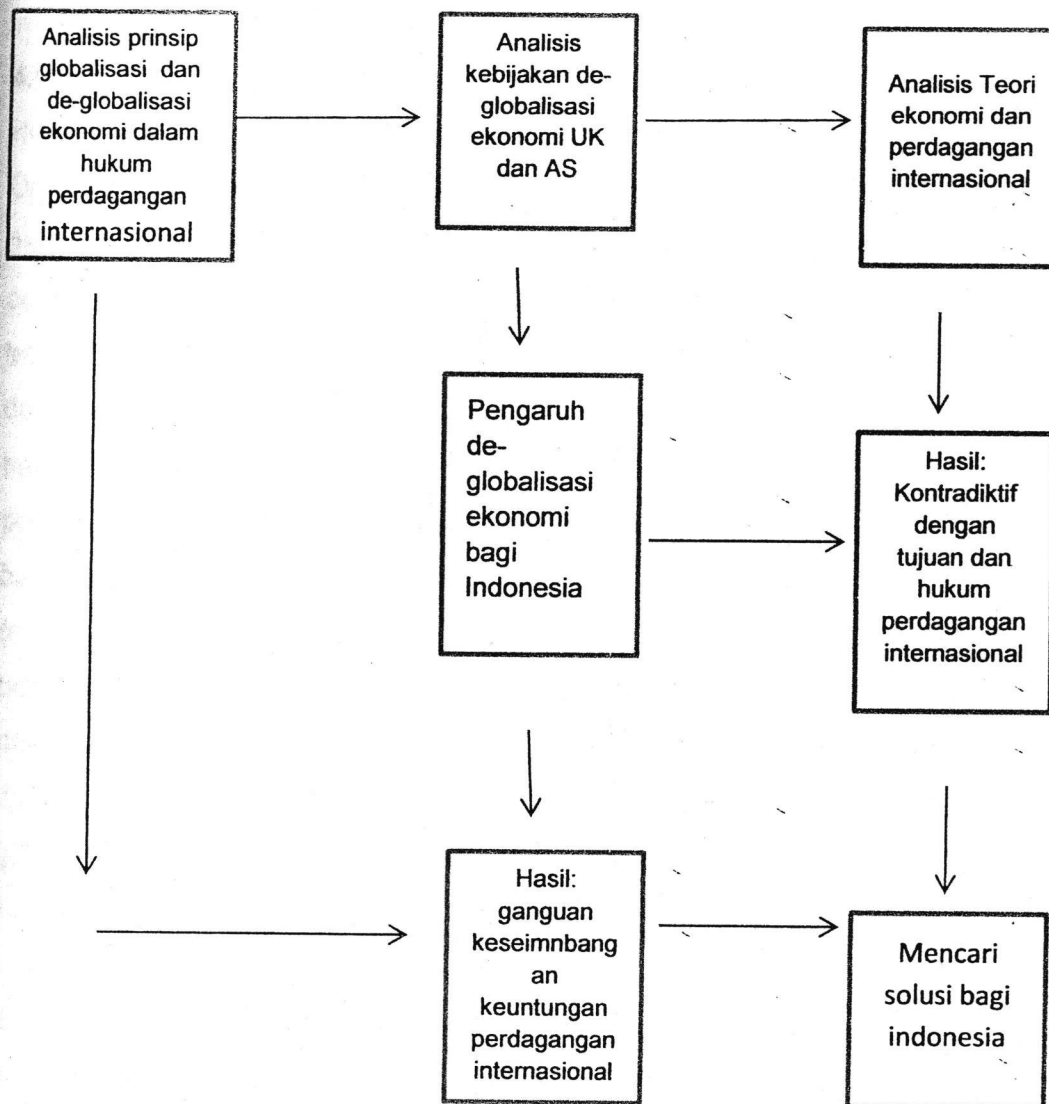 Analisis prinsip
globalisasi dan
de-globalisasi
ekonomi dalam
hukum
perdagangan
internasional
Analisis
kebijakan de-
globalisasi
ekonomi UK
dan AS
Analisis Teori
ekonomi dan
perdagangan
internasional
Pengaruh
de-
globalisasi
ekonomi
bagi
Indonesia
Hasil:
Kontradiktif
dengan
tujuan dan
hukum
perdagangan
internasional
Hasil:
ganguan
keseimnbang
an
keuntungan
perdagangan
internasional
Mencari
solusi bagi
indonesia